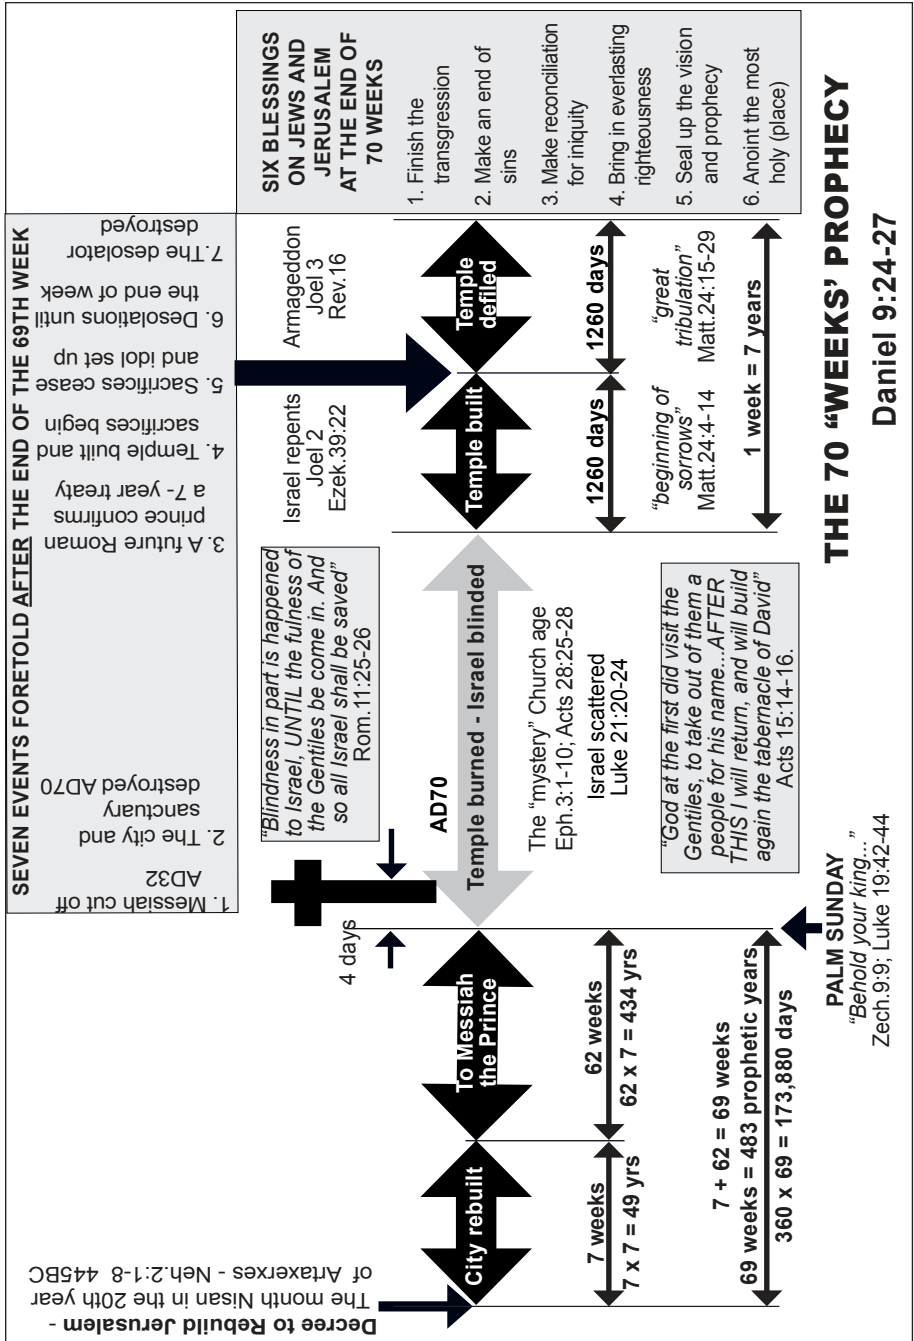 THE 70 “WEEKS’ PROPHECY
Daniel 9:24-27
Decree to Rebuild Jerusalem -
The month Nisan in the 20th year
of Artaxerxes - Neh.2:1-8  445BC
City rebuilt
7 weeks
7 x 7 = 49 yrs
To Messiah
the Prince
62 weeks
62 x 7 = 434 yrs
7 + 62 = 69 weeks
69 weeks = 483 prophetic years
360 x 69 = 173,880 days
4 days
PALM SUNDAY
“Behold your king...”
Zech.9:9; Luke 19:42-44
SEVEN EVENTS FORETOLD AFTER THE END OF THE 69TH WEEK
1. Messiah cut off
AD32
2. The city and
sanctuary
destroyed AD70
3. A future Roman
prince confirms
a 7- year treaty
4. Temple built and
sacrifices begin
5. Sacrifices cease
and idol set up
6. Desolations until
the end of week
7. The desolator
destroyed
“Blindness in part is happened
to Israel, UNTIL the fulness of
the Gentiles be come in. And
so all Israel shall be saved”
Rom.11:25-26
AD70
Temple burned - Israel blinded
The “mystery” Church age
Eph.3:1-10; Acts 28:25-28
Israel scattered
Luke 21:20-24
“God at the first did visit the
Gentiles, to take out of them a
people for his name...AFTER
THIS I will return, and will build
again the tabernacle of David”
Acts 15:14-16.
Israel repents
Joel 2
Ezek.39:22
Temple built
1260 days
“beginning of
sorrows”
Matt.24:4-14
Armageddon
Joel 3
Rev.16
Temple
defiled
1260 days
“great
tribulation”
Matt.24:15-29
1 week = 7 years
SIX BLESSINGS
ON JEWS AND
JERUSALEM
AT THE END OF
70 WEEKS
1. Finish the
transgression
2. Make an end of
sins
3. Make reconciliation
for iniquity
4. Bring in everlasting
righteousness
5. Seal up the vision
and prophecy
6. Anoint the most
holy (place)